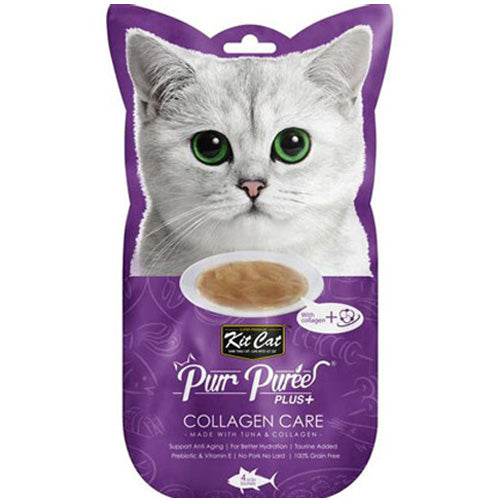 With
collagen +
Kit Cat
Purr Purée
PLUS+
COLLAGEN CARE
- MADE WITH TUNA & COLLAGEN -
Support Anti Aging | For Better Hydration | Taurine Added
Prebiotic & Vitamin E | No Pork No Lard | 100% Grain Free